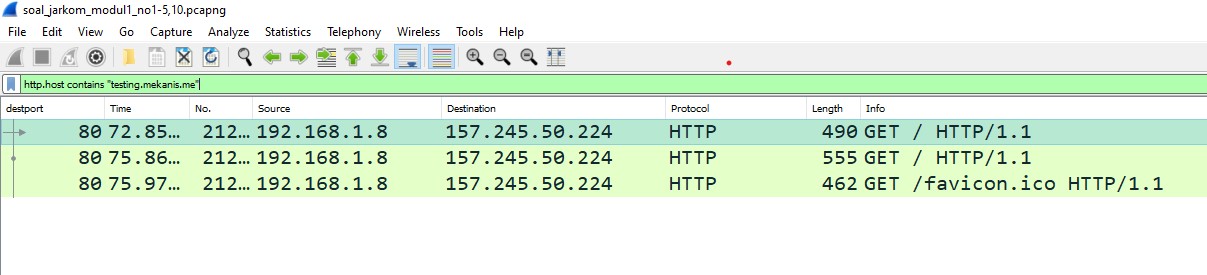 soal_jarkom_modul1_no1-5,10.pcapng
File Edit View Go Capture Analyze Statistics Telephony Wireless Tools Help
http.host contains "testing.mekanis.me"
destport Time No. Source Destination Protocol Length Info
80 72.85… 212… 192.168.1.8 157.245.50.224 HTTP 490 GET / HTTP/1.1
80 75.86… 212… 192.168.1.8 157.245.50.224 HTTP 555 GET / HTTP/1.1
80 75.97… 212… 192.168.1.8 157.245.50.224 HTTP 462 GET /favicon.ico HTTP/1.1